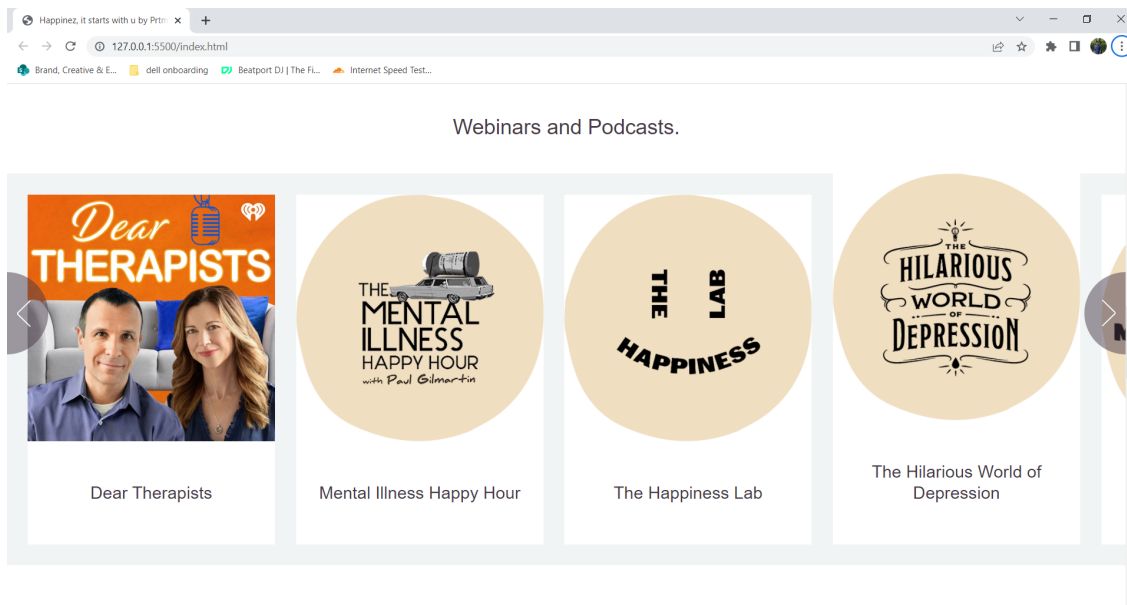 Happinez, it starts with u by Prtm
127.0.0.1:5500/index.html
Brand, Creative & E...
dell onboarding
Beatport DJ | The Fi...
Internet Speed Test...
Webinars and Podcasts.
Dear
THERAPISTS
THE
MENTAL
ILLNESS
HAPPY HOUR
with Paul Gilmartin
THE
LAB
HAPPINESS
THE
HILARIOUS
WORLD
OF
DEPRESSION
Dear Therapists
Mental Illness Happy Hour
The Happiness Lab
The Hilarious World of
Depression